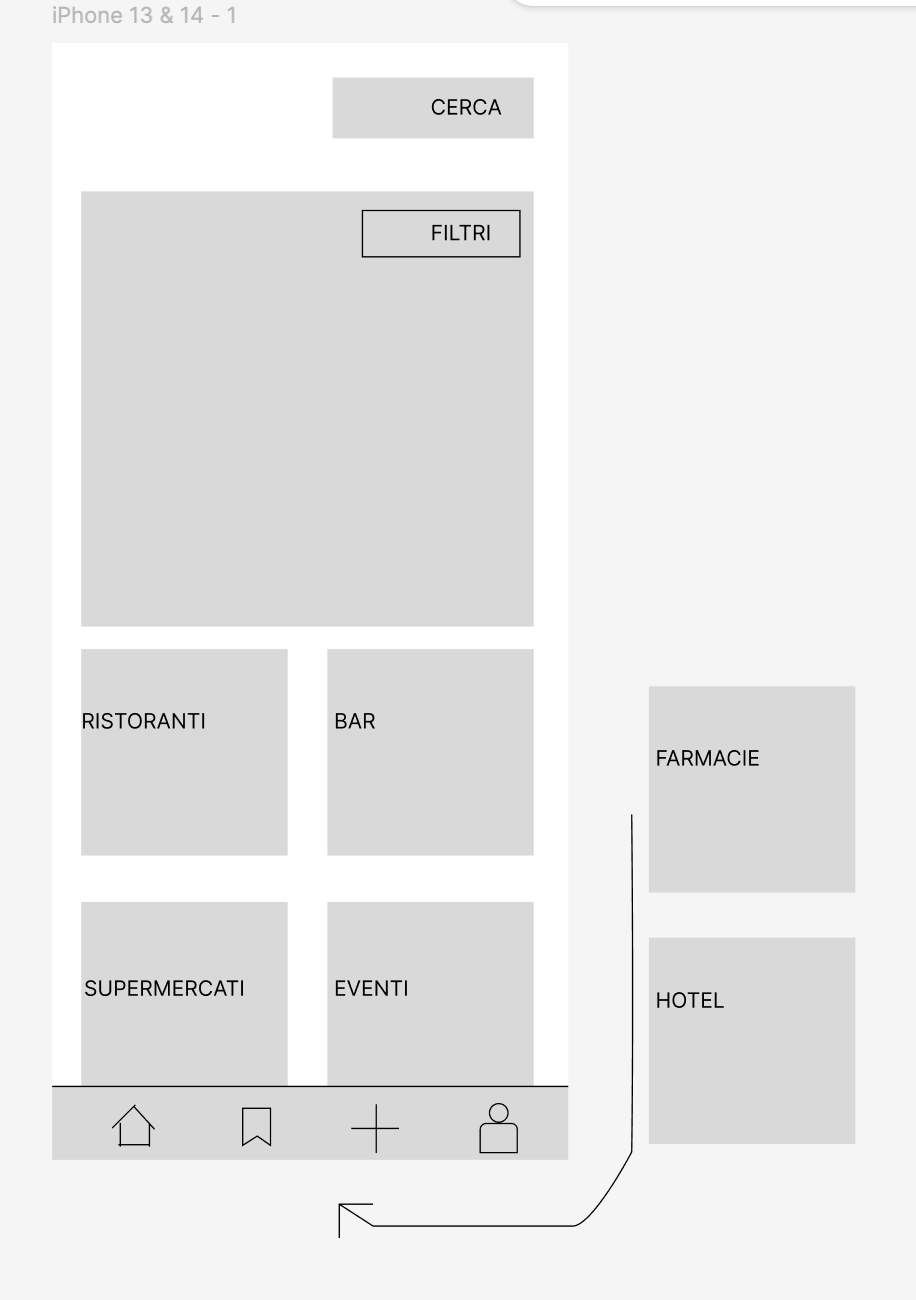 iPhone 13 & 14 - 1
CERCA
FILTRI
RISTORANTI
BAR
FARMACIE
SUPERMERCATI
EVENTI
HOTEL